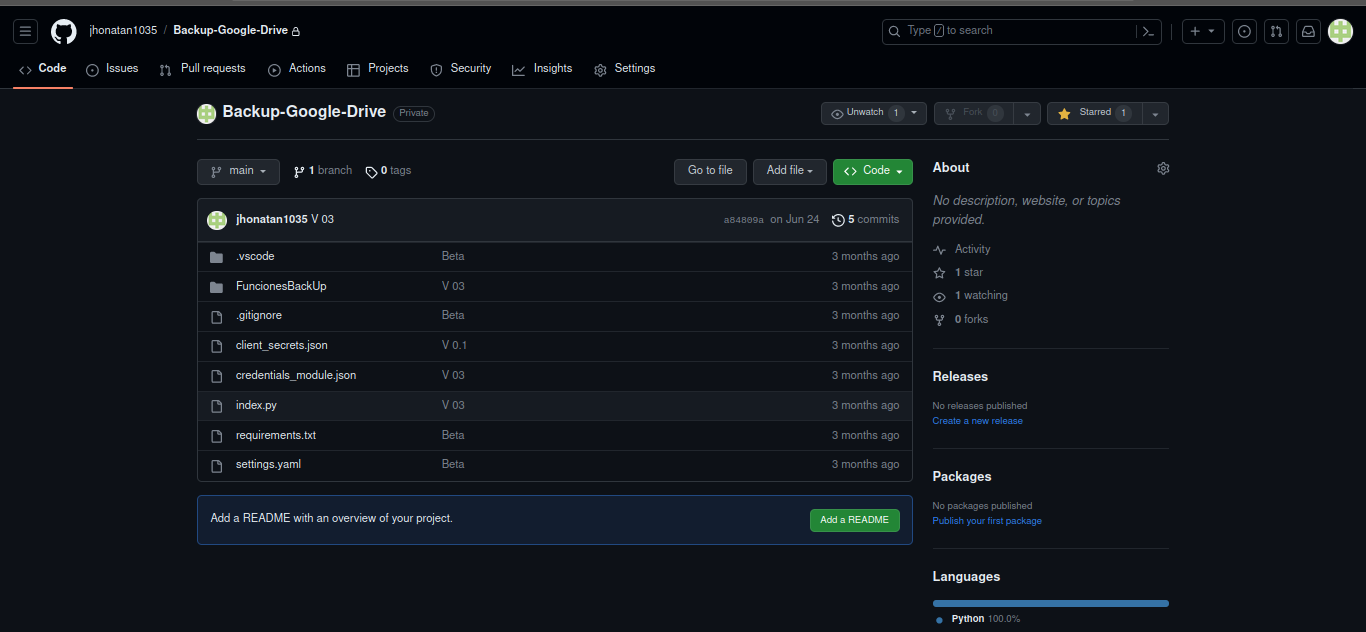 jhonatan1035 / Backup-Google-Drive
Type / to search
Code Issues Pull requests Actions Projects Security Insights Settings
Backup-Google-Drive Private
Unwatch 1 Fork 0 Starred 1
main 1 branch 0 tags
Go to file Add file Code
jhonatan1035 V 03 a84809a on Jun 24 5 commits
.vscode Beta 3 months ago
FuncionesBackUp V 03 3 months ago
.gitignore Beta 3 months ago
client_secrets.json V 0.1 3 months ago
credentials_module.json V 03 3 months ago
index.py V 03 3 months ago
requirements.txt Beta 3 months ago
settings.yaml Beta 3 months ago
Add a README with an overview of your project. Add a README
About
No description, website, or topics
provided.
Activity
1 star
1 watching
0 forks
Releases
No releases published
Create a new release
Packages
No packages published
Publish your first package
Languages
Python 100.0%